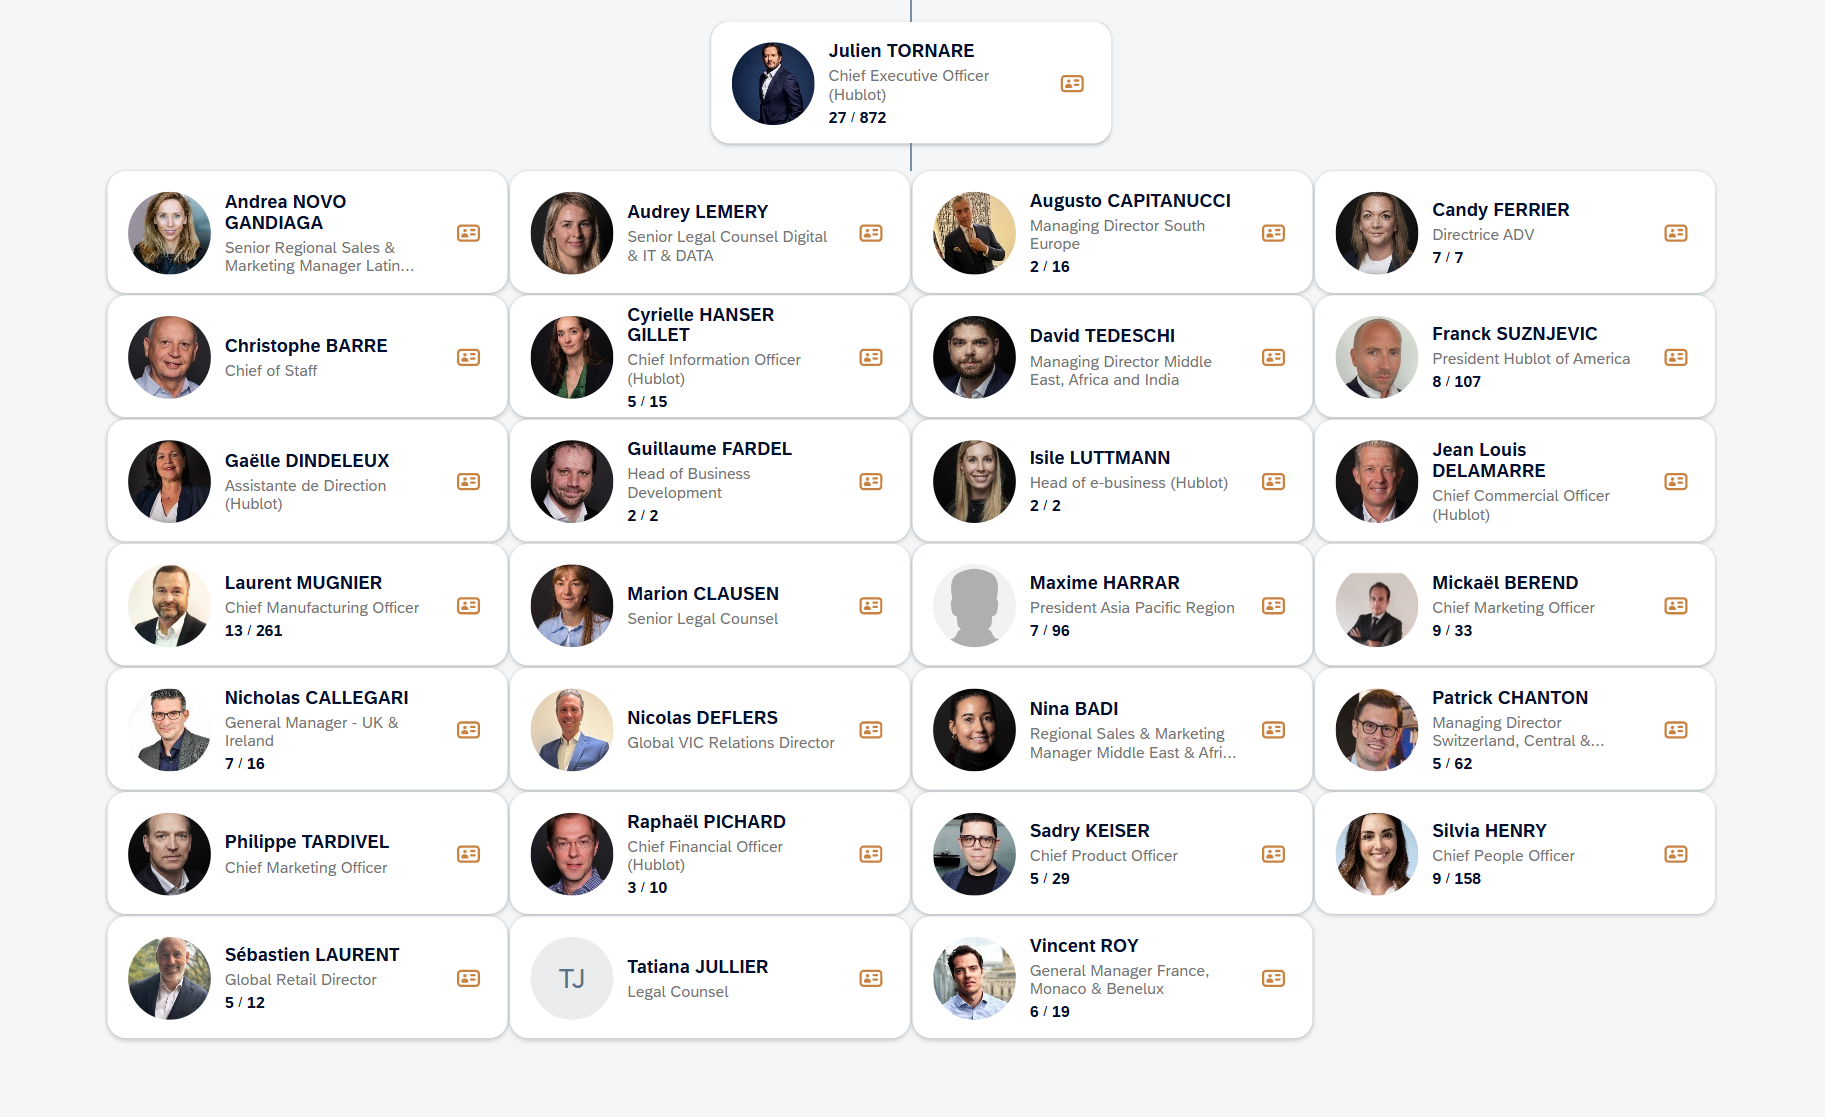 Julien TORNARE
Chief Executive Officer
(Hublot)
27 / 872
Andrea NOVO
GANDIAGA
Senior Regional Sales &
Marketing Manager Latin...
Audrey LEMERY
Senior Legal Counsel Digital
& IT & DATA
Augusto CAPITANUCCI
Managing Director South
Europe
2 / 16
Candy FERRIER
Directrice ADV
7 / 7
Christophe BARRE
Chief of Staff
Cyrielle HANSER
GILLET
Chief Information Officer
(Hublot)
5 / 15
David TEDESCHI
Managing Director Middle
East, Africa and India
Franck SUZNJEVIC
President Hublot of America
8 / 107
Gaëlle DINDELEUX
Assistante de Direction
(Hublot)
Guillaume FARDEL
Head of Business
Development
2 / 2
Isile LUTTMANN
Head of e-business (Hublot)
2 / 2
Jean Louis
DELAMARRE
Chief Commercial Officer
(Hublot)
Laurent MUGNIER
Chief Manufacturing Officer
13 / 261
Marion CLAUSEN
Senior Legal Counsel
Maxime HARRAR
President Asia Pacific Region
7 / 96
Mickaël BEREND
Chief Marketing Officer
9 / 33
Nicholas CALLEGARI
General Manager - UK &
Ireland
7 / 16
Nicolas DEFLERS
Global VIC Relations Director
Nina BADI
Regional Sales & Marketing
Manager Middle East & Afri...
Patrick CHANTON
Managing Director
Switzerland, Central &...
5 / 62
Philippe TARDIVEL
Chief Marketing Officer
Raphaël PICHARD
Chief Financial Officer
(Hublot)
3 / 10
Sadry KEISER
Chief Product Officer
5 / 29
Silvia HENRY
Chief People Officer
9 / 158
Sébastien LAURENT
Global Retail Director
5 / 12
TJ
Tatiana JULLIER
Legal Counsel
Vincent ROY
General Manager France,
Monaco & Benelux
6 / 19